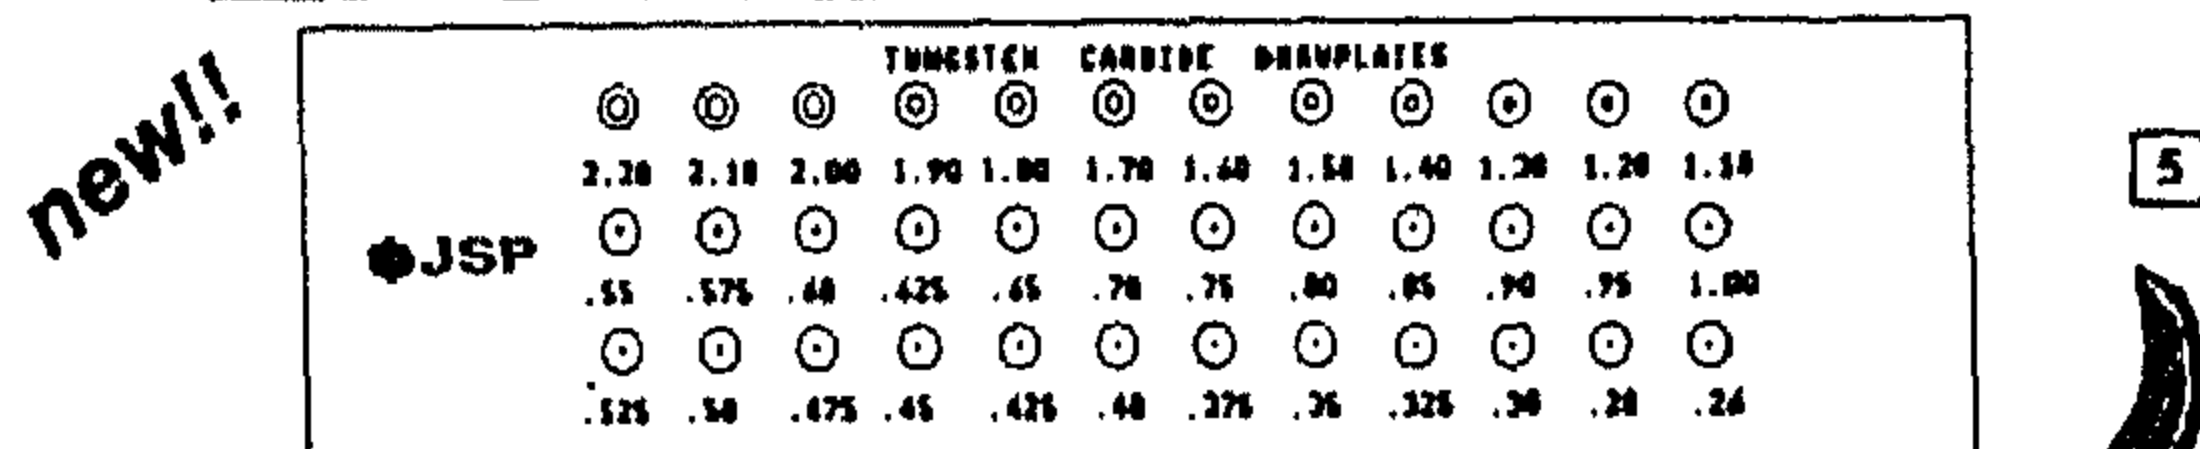 new!!
TUNGSTEN CARBIDE DRAWPLATES
2.20 2.10 2.00 1.90 1.80 1.70 1.60 1.50 1.40 1.30 1.20 1.10
JSP
.55 .575 .60 .625 .65 .70 .75 .80 .85 .90 .95 1.00
.525 .50 .475 .45 .425 .40 .375 .35 .325 .30 .28 .26
5